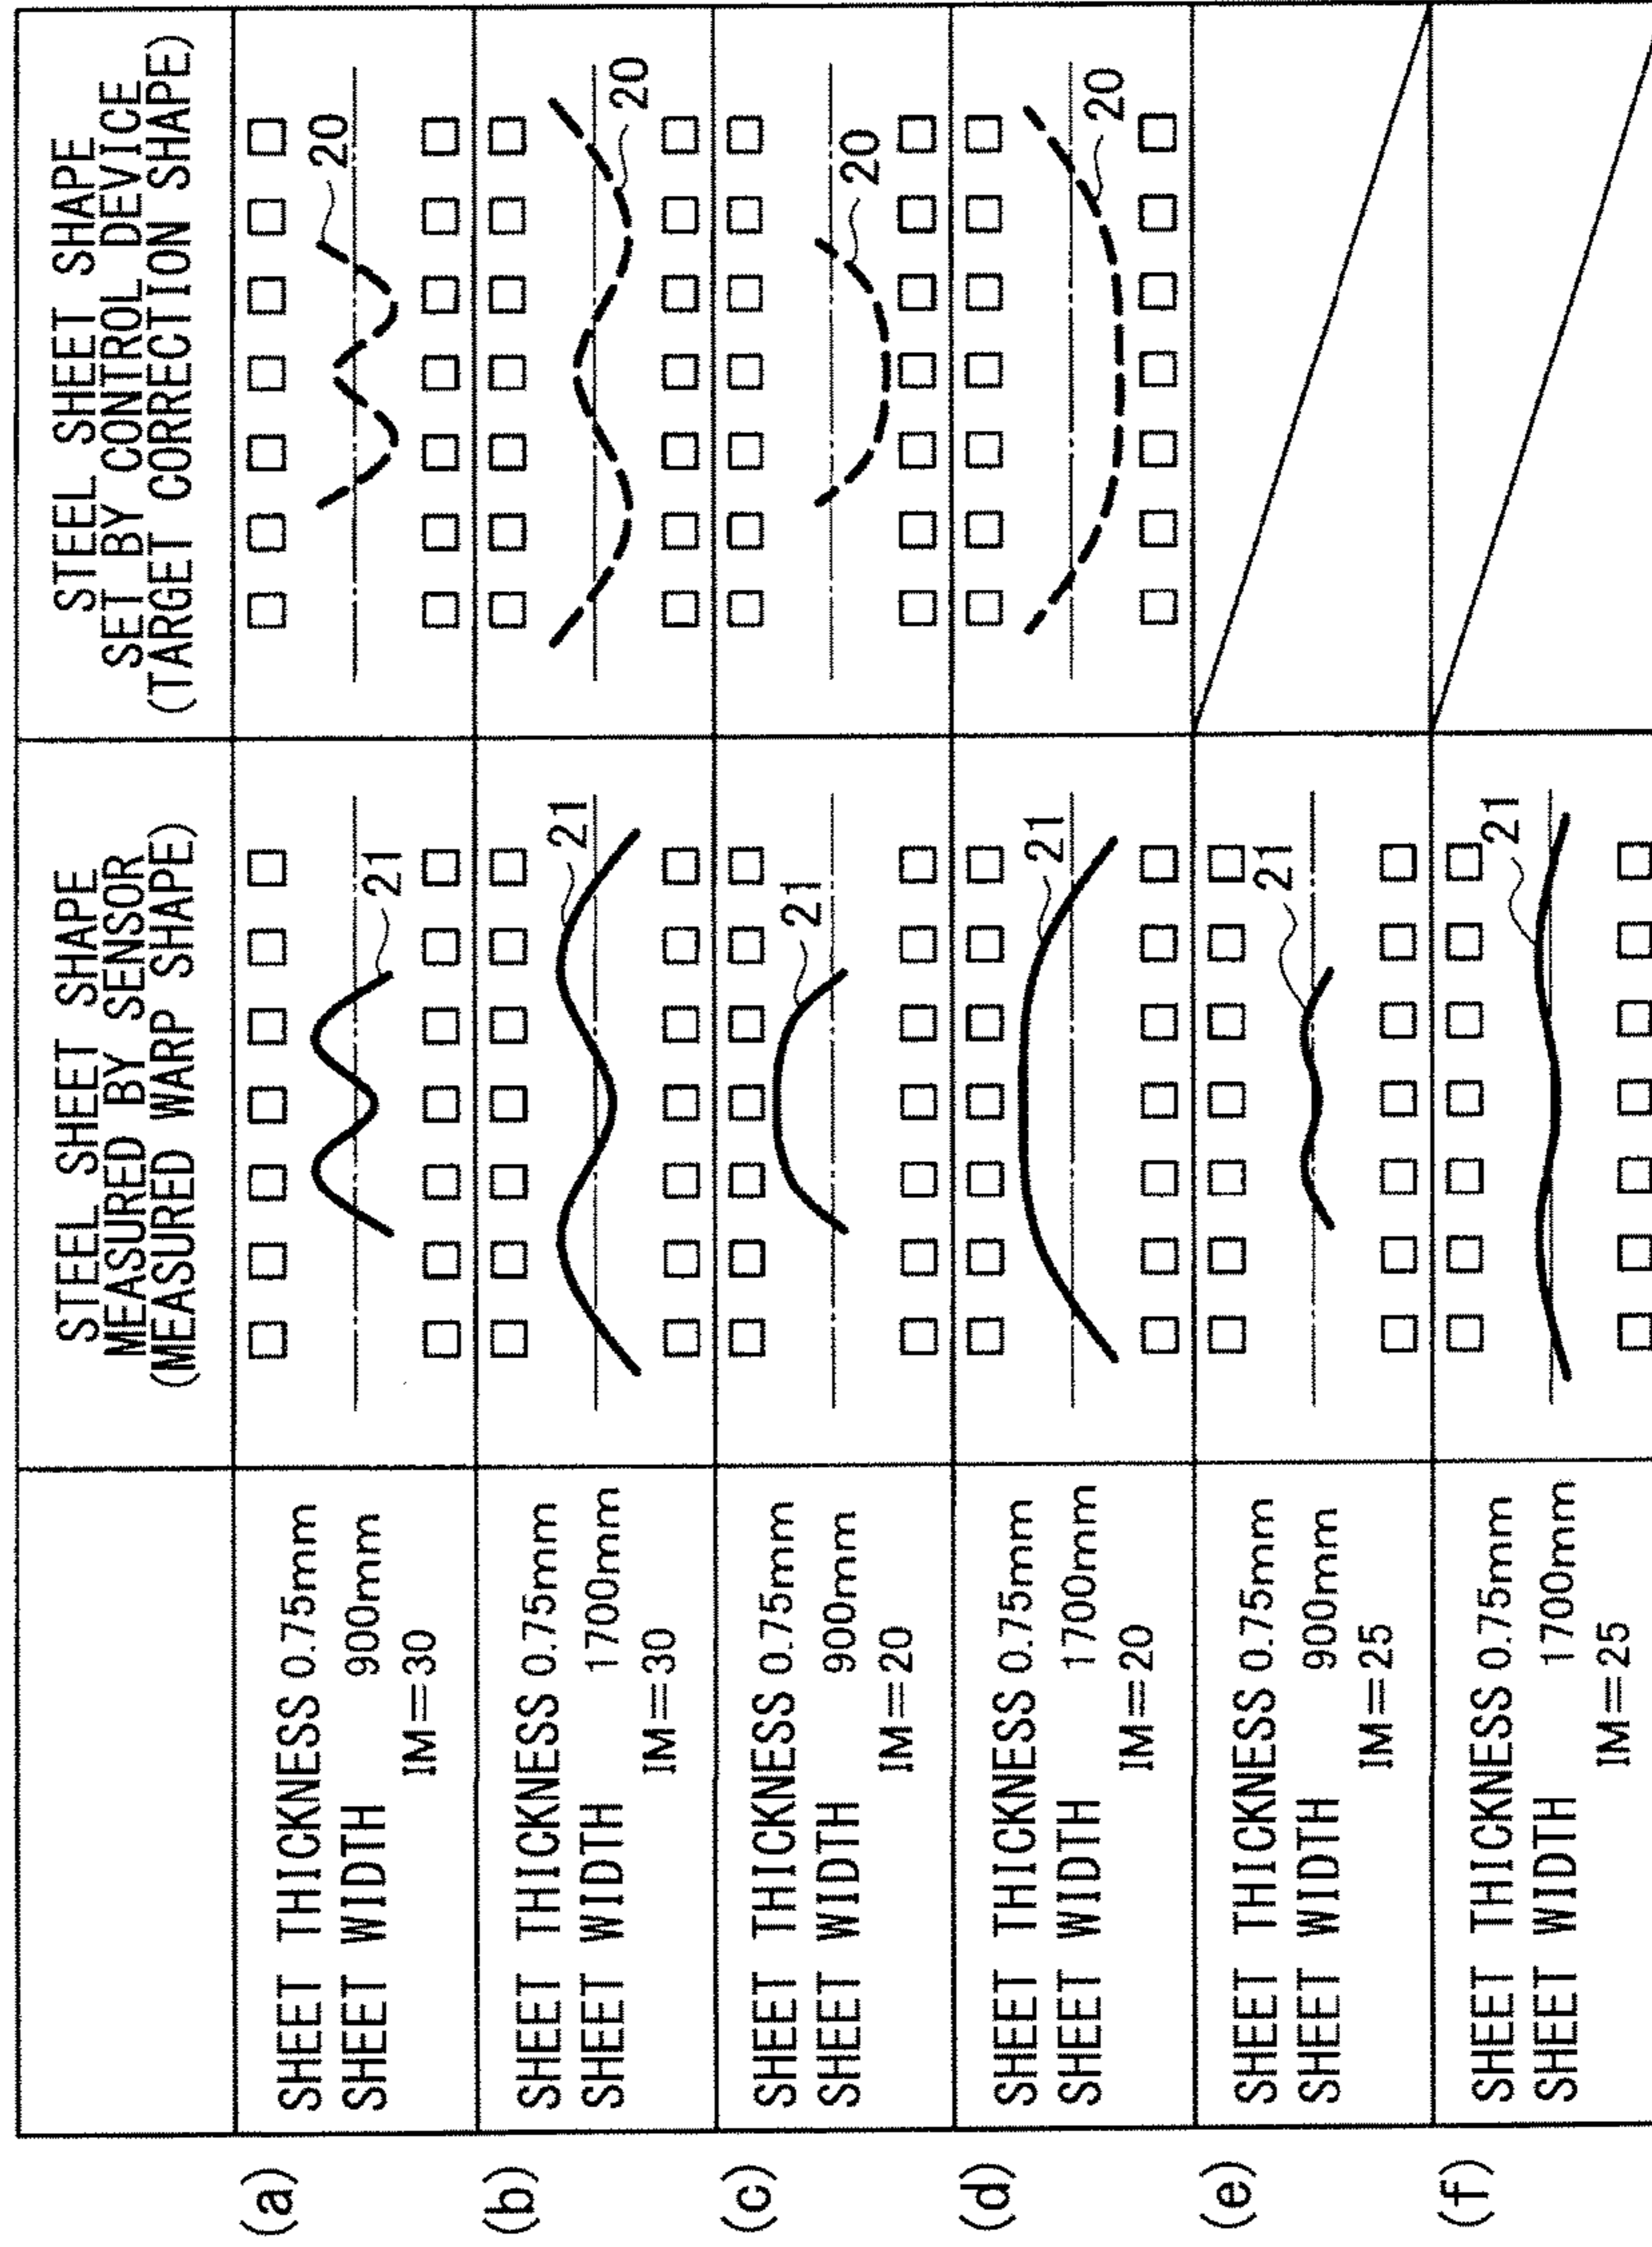 STEEL SHEET SHAPE
MEASURED BY SENSOR
(MEASURED WARP SHAPE)
STEEL SHEET SHAPE
SET BY CONTROL DEVICE
(TARGET CORRECTION SHAPE)
(a)
SHEET THICKNESS 0.75mm
SHEET WIDTH 900mm
IM=30
21
20
(b)
SHEET THICKNESS 0.75mm
SHEET WIDTH 1700mm
IM=30
21
20
(c)
SHEET THICKNESS 0.75mm
SHEET WIDTH 900mm
IM=20
21
20
(d)
SHEET THICKNESS 0.75mm
SHEET WIDTH 1700mm
IM=20
21
20
(e)
SHEET THICKNESS 0.75mm
SHEET WIDTH 900mm
IM=25
21
(f)
SHEET THICKNESS 0.75mm
SHEET WIDTH 1700mm
IM=25
21